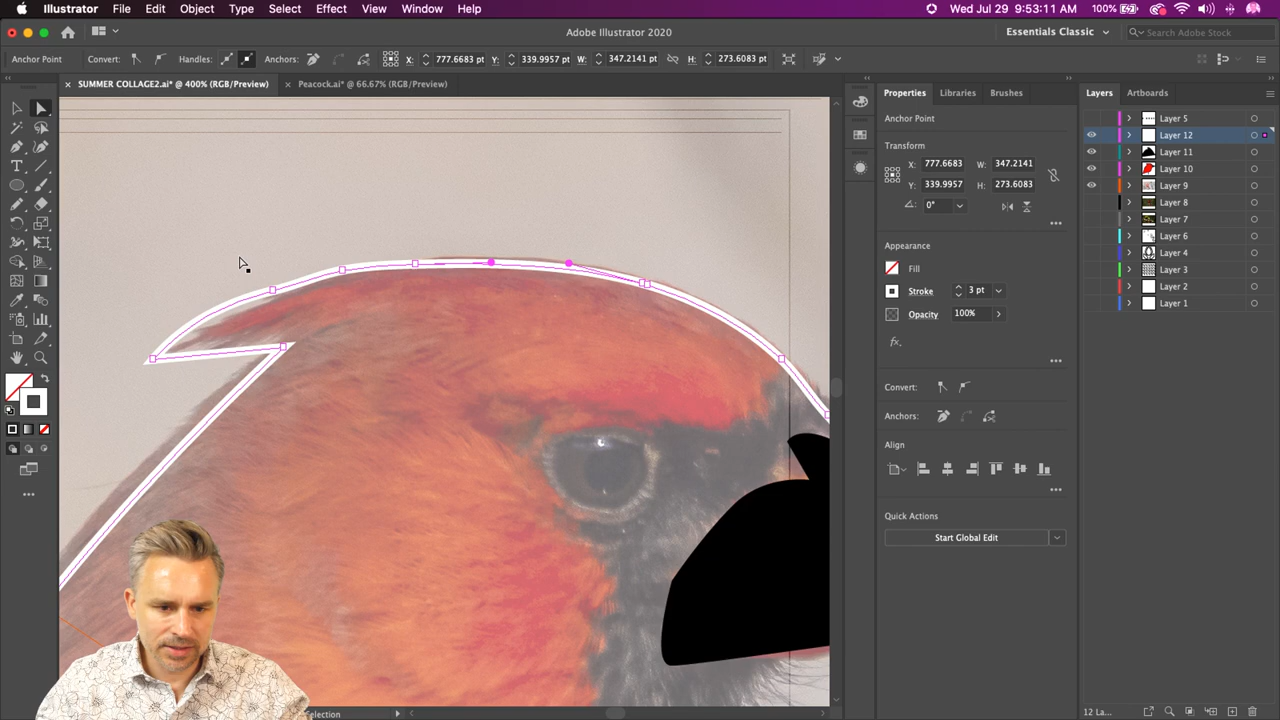 Illustrator File Edit Object Type Select Effect View Window Help 100% Wed Jul 29 9:53:11 AM
Adobe Illustrator 2020 Essentials Classic Search Adobe Stock
Anchor Point Convert: Handles: Anchors: X: 777.6683 pt Y: 339.9957 pt W: 347.2141 pt H: 273.6083 pt
× SUMMER COLLAGE2.ai* @ 400% (RGB/Preview) × Peacock.ai* @ 66.67% (RGB/Preview)
Properties Libraries Brushes
Anchor Point
Transform
X: 777.6683 W: 347.2141
Y: 339.9957 H: 273.6083
0°
Appearance
Fill
Stroke 3 pt
Opacity 100%
fx.
Convert:
Anchors:
Align
Quick Actions
Start Global Edit
Layers Artboards
Layer 5
Layer 12
Layer 11
Layer 10
Layer 9
Layer 8
Layer 7
Layer 6
Layer 4
Layer 3
Layer 2
Layer 1
Selection
12 La...